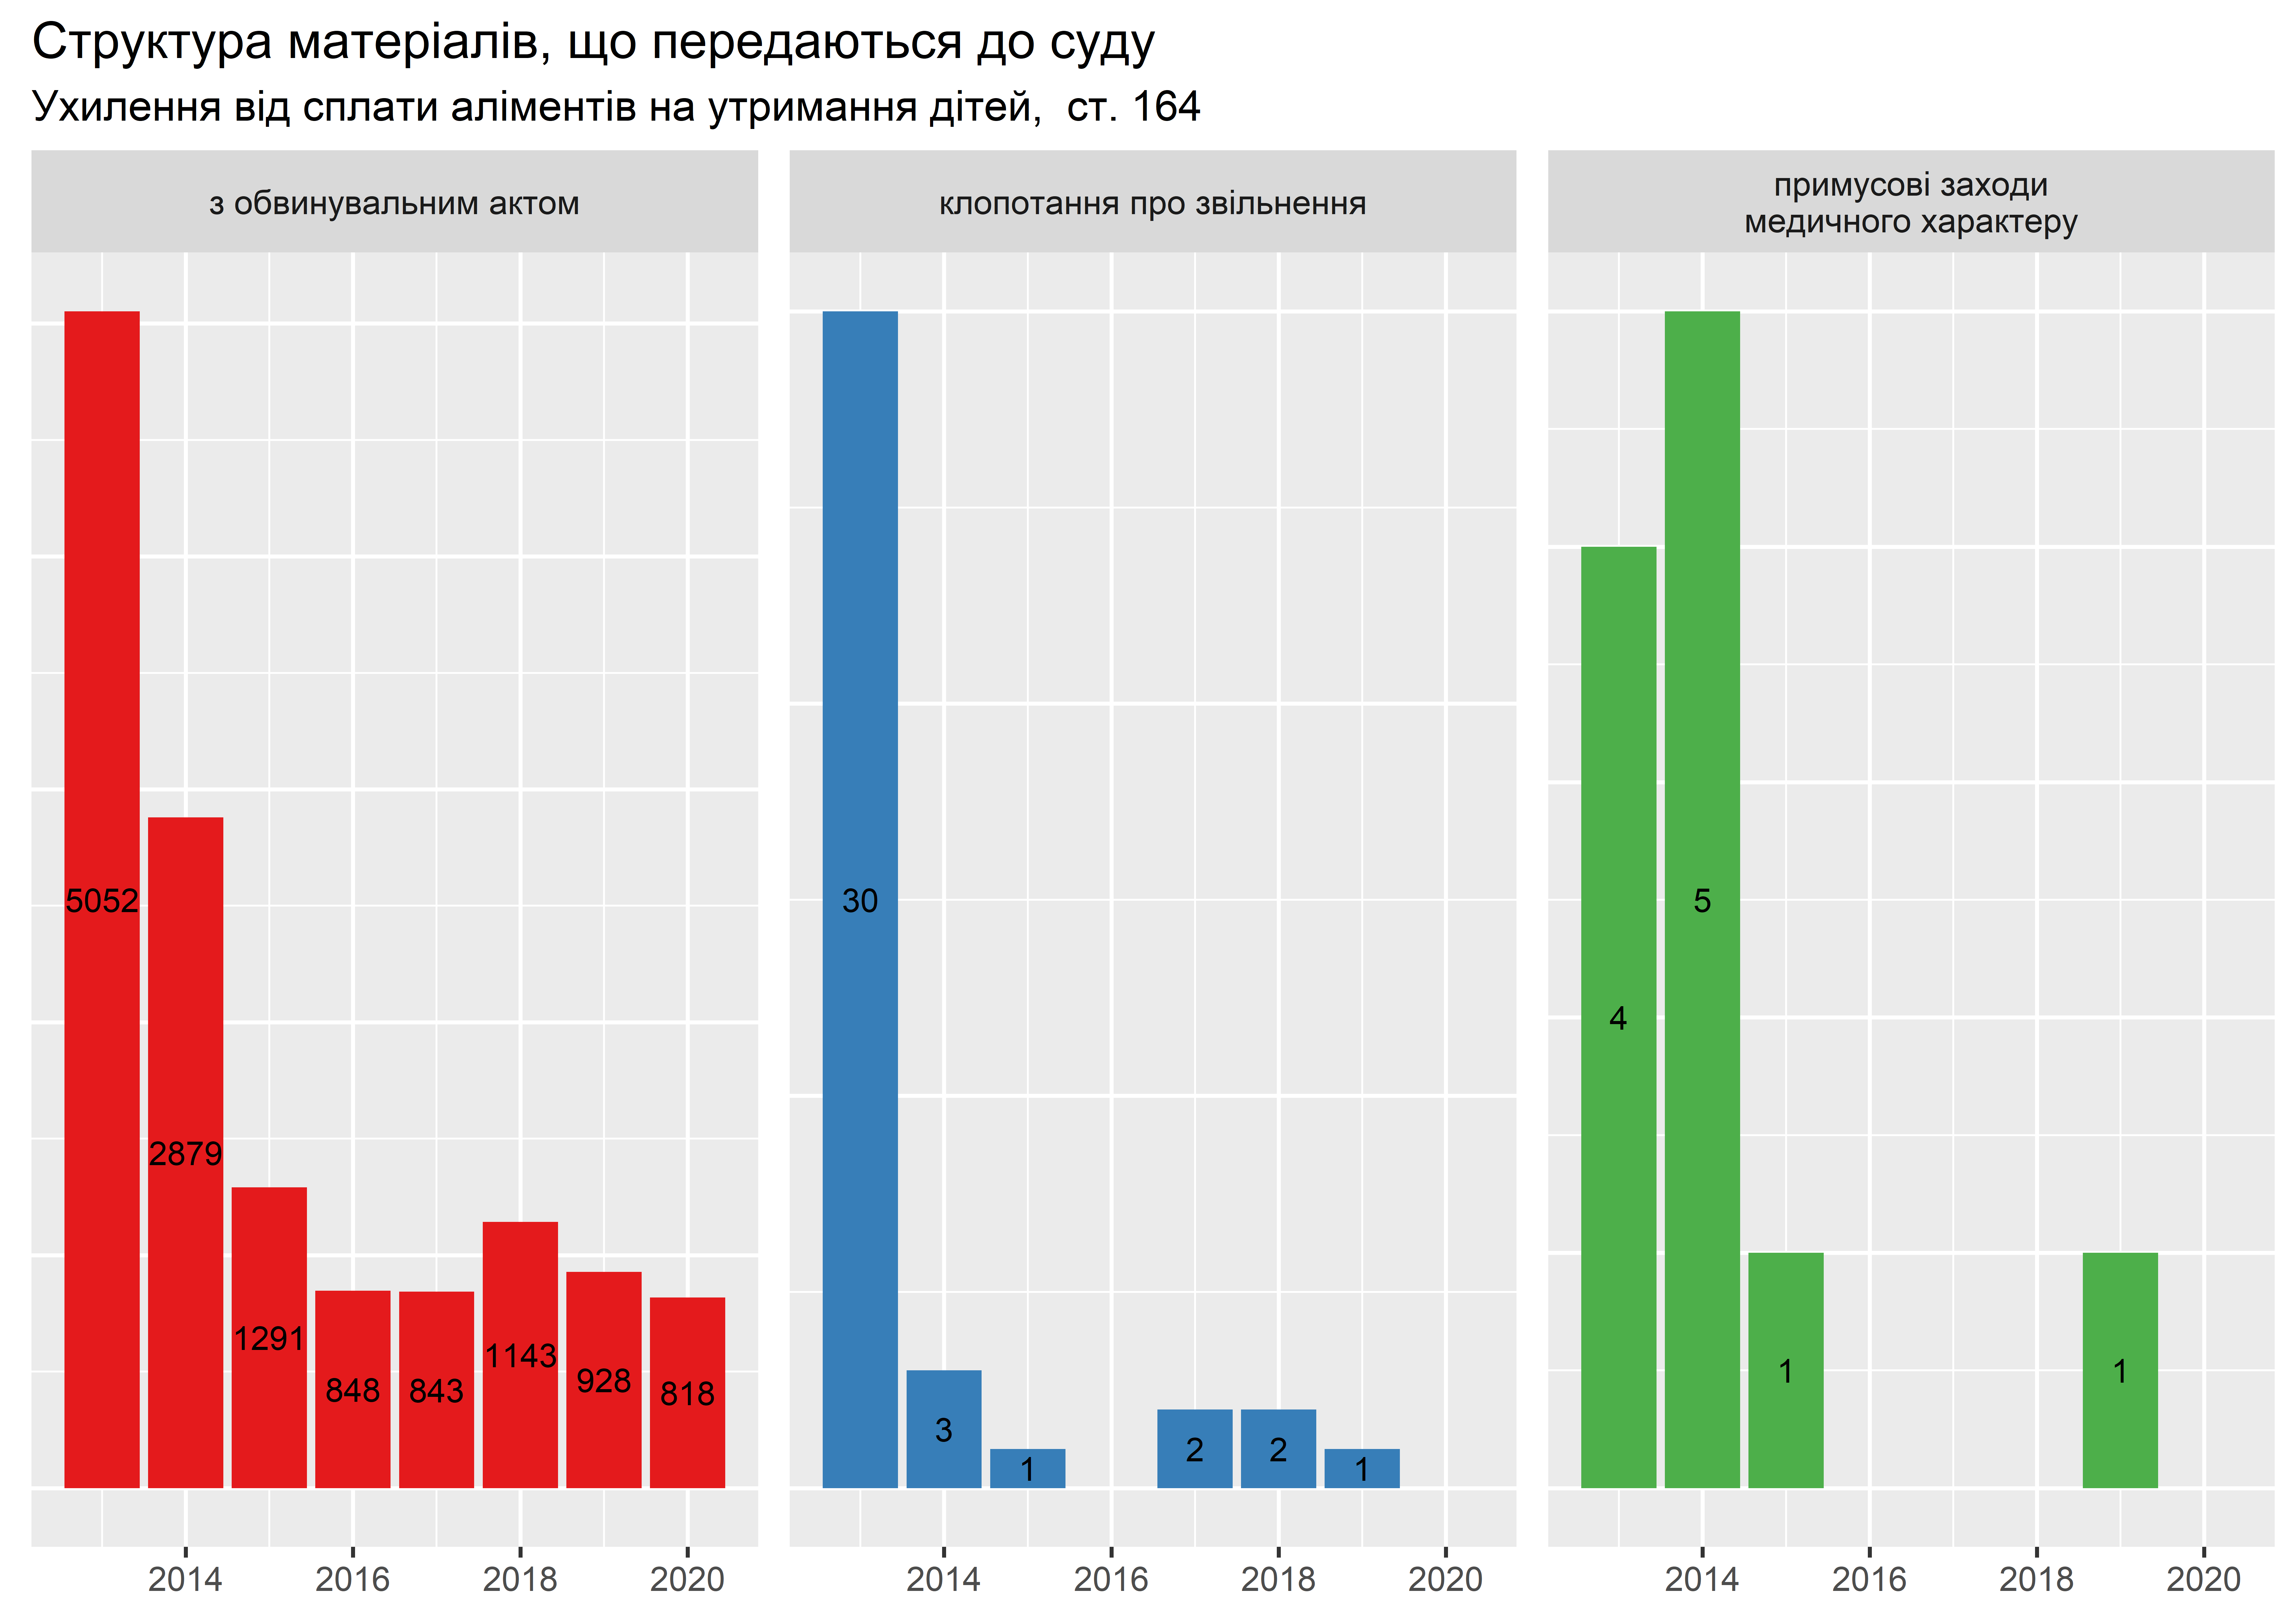 Структура матеріалів, що передаються до суду
Ухилення від сплати аліментів на утримання дітей,  ст. 164
з обвинувальним актом
5052
2879
1291
848
843
1143
928
818
2014 2016 2018 2020
клопотання про звільнення
30
3
1
2
2
1
2014 2016 2018 2020
примусові заходи
медичного характеру
4
5
1
1
2014 2016 2018 2020